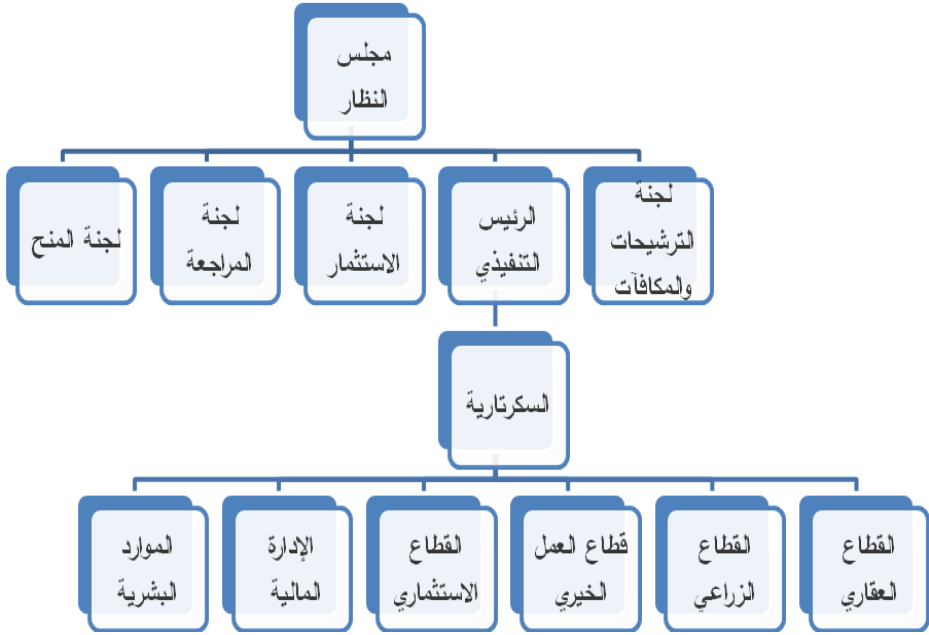 مجلس
النظار
لجنة
الترشيحات
والمكافآت
الرئيس
التنفيذي
لجنة
الاستثمار
لجنة
المراجعة
لجنة المنح
السكرتارية
القطاع
العقاري
القطاع
الزراعي
قطاع العمل
الخيري
القطاع
الاستثماري
الإدارة
المالية
الموارد
البشرية